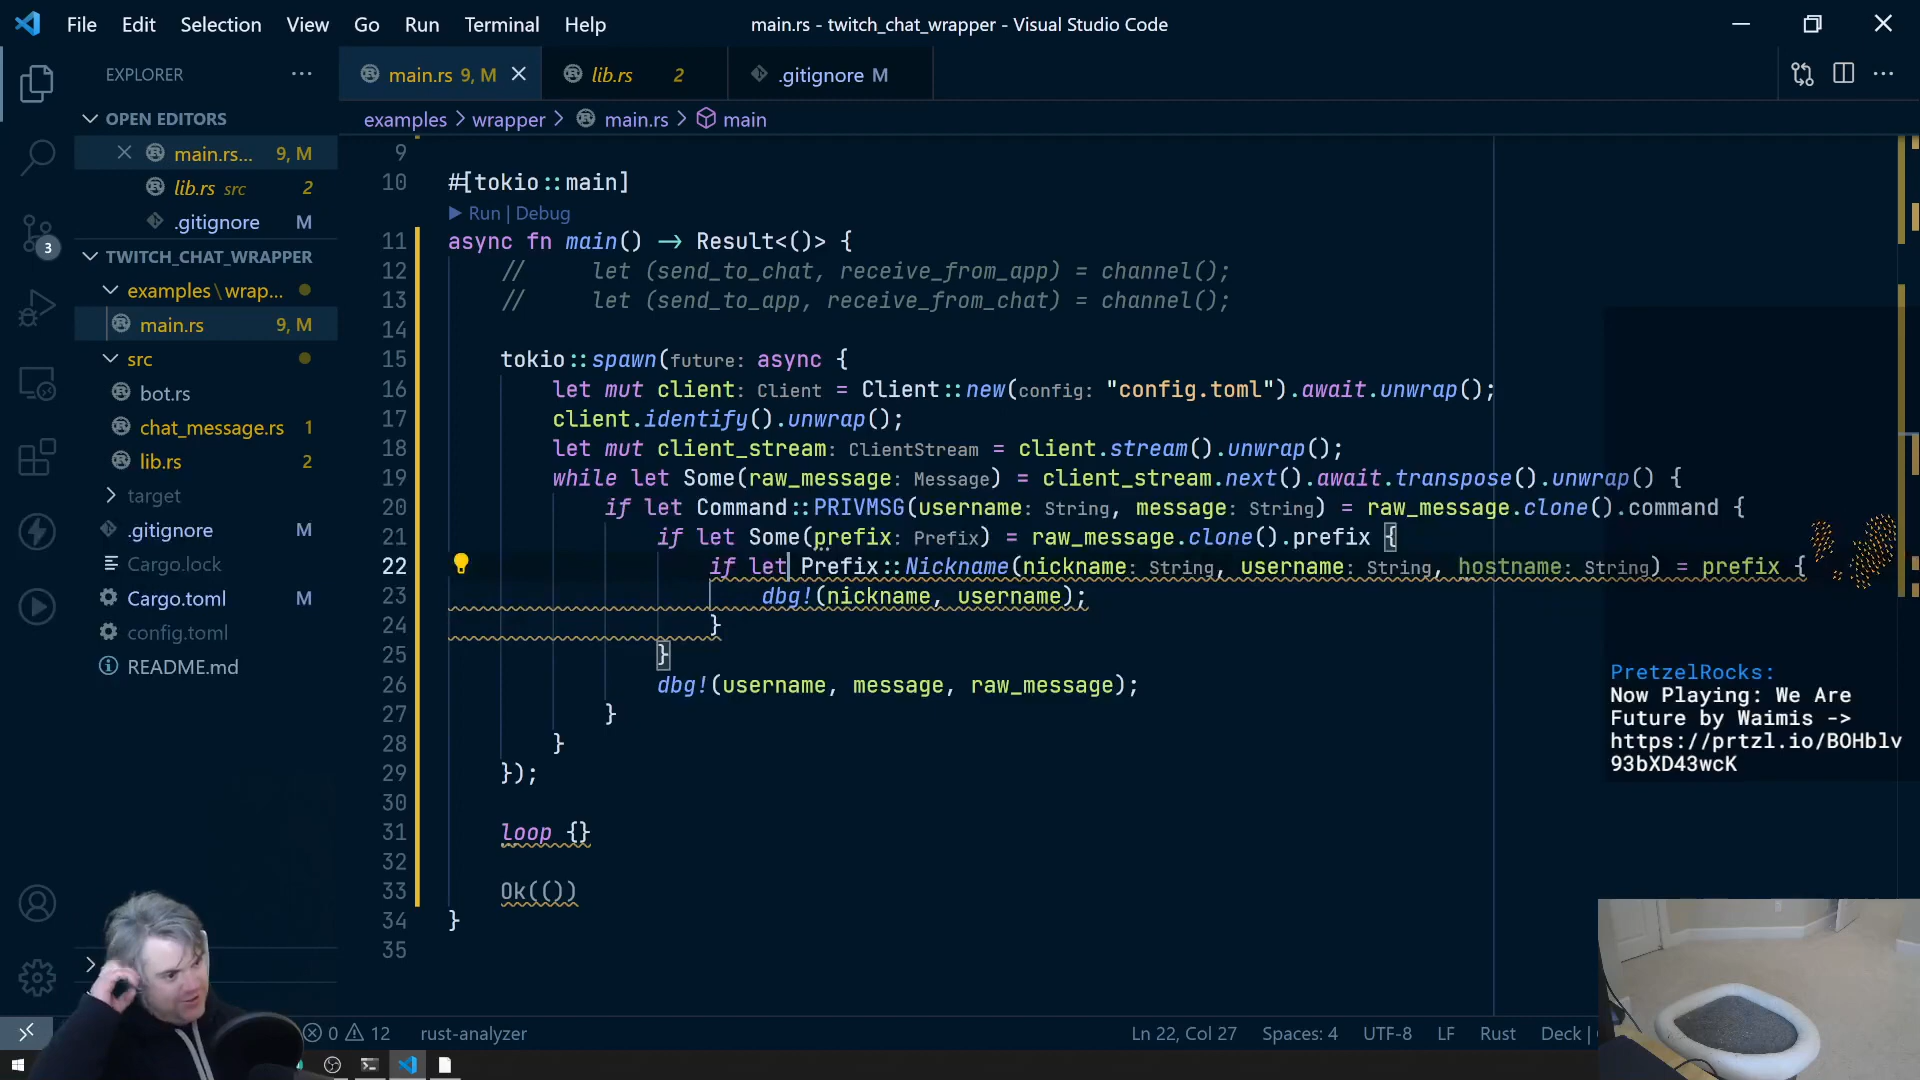 File Edit Selection View Go Run Terminal Help
main.rs - twitch_chat_wrapper - Visual Studio Code
EXPLORER
main.rs 9, M
lib.rs 2
.gitignore M
OPEN EDITORS
main.rs... 9, M
lib.rs src 2
.gitignore M
TWITCH_CHAT_WRAPPER
examples\wrap...
main.rs 9, M
src
bot.rs
chat_message.rs 1
lib.rs 2
target
.gitignore M
Cargo.lock
Cargo.toml M
config.toml
README.md
3
examples > wrapper > main.rs > main
9
10 #[tokio::main]
Run | Debug
11 async fn main() → Result<()> {
12 // let (send_to_chat, receive_from_app) = channel();
13 // let (send_to_app, receive_from_chat) = channel();
14
15 tokio::spawn(future: async {
16 let mut client: Client = Client::new(config: "config.toml").await.unwrap();
17 client.identify().unwrap();
18 let mut client_stream: ClientStream = client.stream().unwrap();
19 while let Some(raw_message: Message) = client_stream.next().await.transpose().unwrap() {
20 if let Command::PRIVMSG(username: String, message: String) = raw_message.clone().command {
21 if let Some(prefix: Prefix) = raw_message.clone().prefix {
22 if let Prefix::Nickname(nickname: String, username: String, hostname: String) = prefix {
23 dbg!(nickname, username);
24 }
25 }
26 dbg!(username, message, raw_message);
27 }
28 }
29 });
30
31 loop {}
32
33 Ok(())
34 }
35
PretzelRocks:
Now Playing: We Are
Future by Waimis ->
https://prtzl.io/BOHblv
93bXD43wcK
0 12 rust-analyzer
Ln 22, Col 27 Spaces: 4 UTF-8 LF Rust Deck |